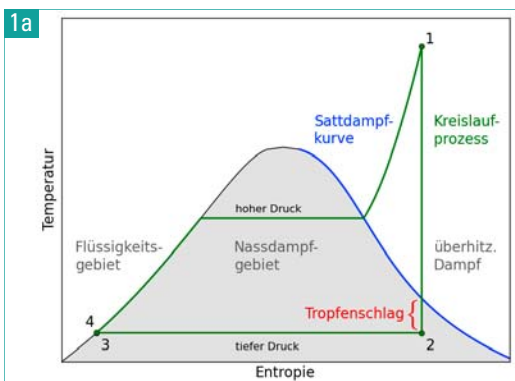 1a
1
Sattdampf-
kurve
Kreislauf-
prozess
Temperatur
hoher Druck
Flüssigkeits-
gebiet
Nassdampf-
gebiet
überhitz.
Dampf
Tropfenschlag
4
3
tiefer Druck
2
Entropie